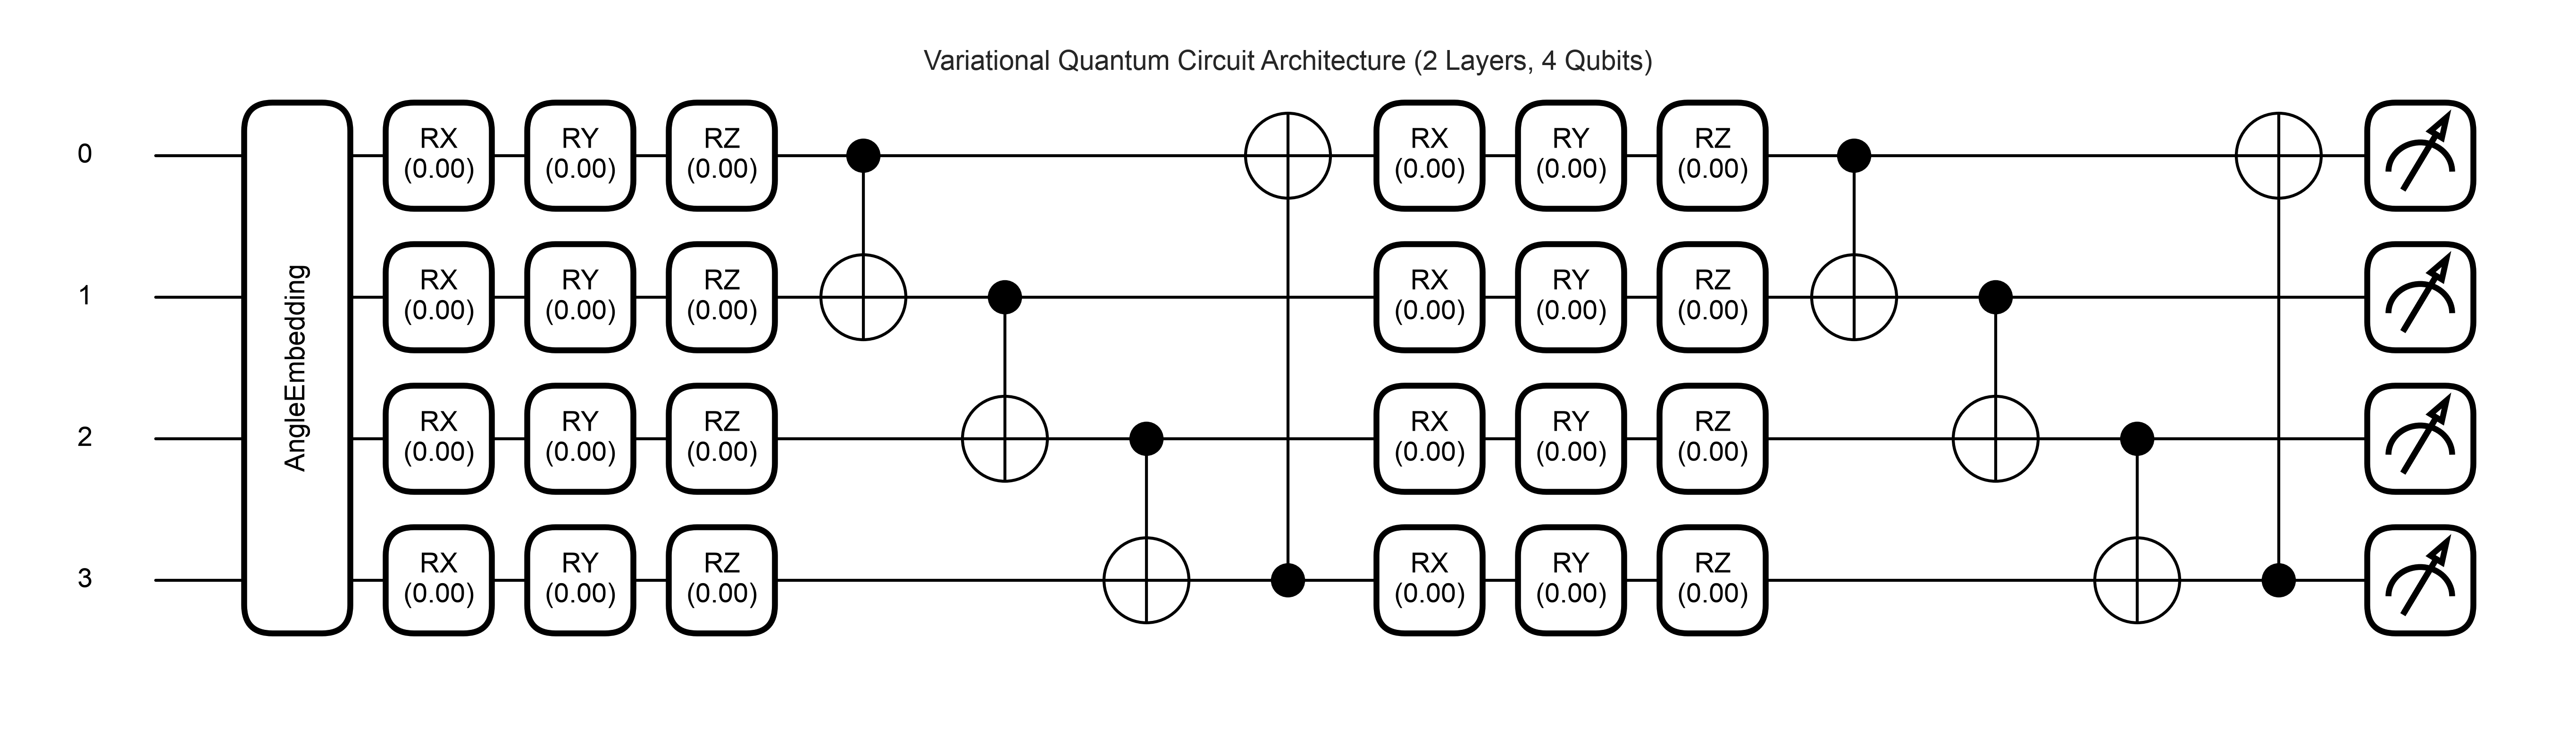 Variational Quantum Circuit Architecture (2 Layers, 4 Qubits)
AngleEmbedding
0
RX
(0.00)
RY
(0.00)
RZ
(0.00)
RX
(0.00)
RY
(0.00)
RZ
(0.00)
1
RX
(0.00)
RY
(0.00)
RZ
(0.00)
RX
(0.00)
RY
(0.00)
RZ
(0.00)
2
RX
(0.00)
RY
(0.00)
RZ
(0.00)
RX
(0.00)
RY
(0.00)
RZ
(0.00)
3
RX
(0.00)
RY
(0.00)
RZ
(0.00)
RX
(0.00)
RY
(0.00)
RZ
(0.00)